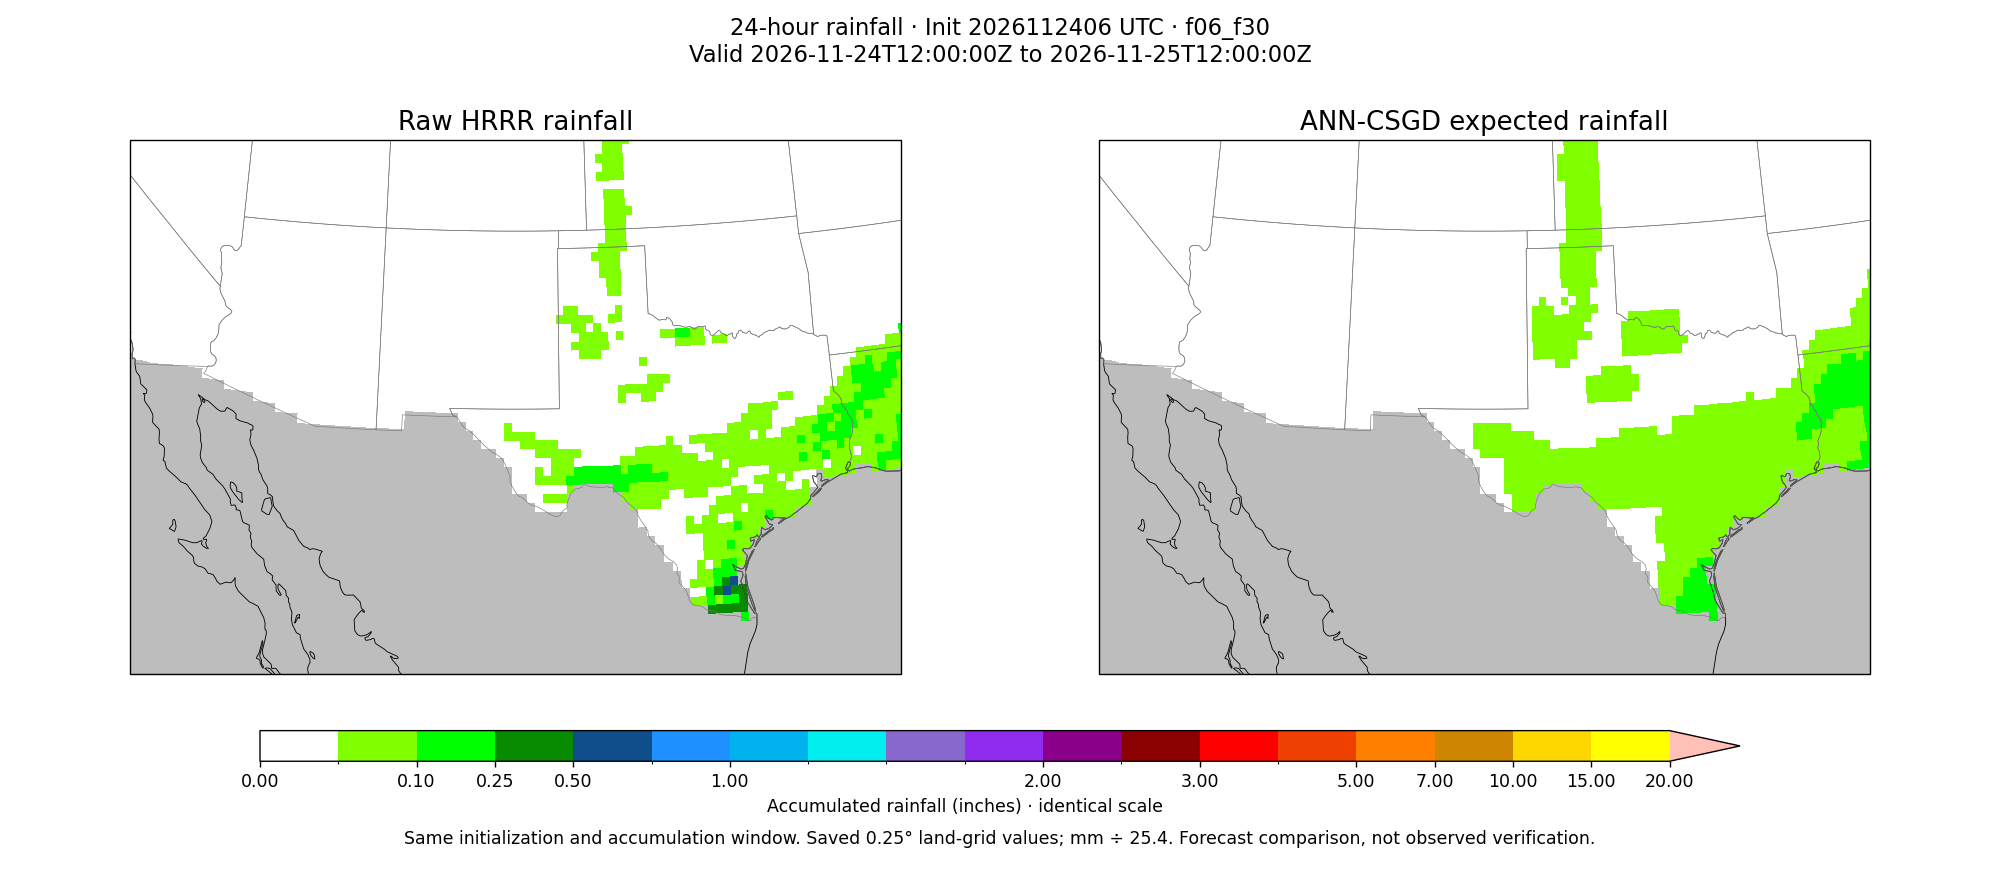 24-hour rainfall · Init 2026112406 UTC · f06_f30
Valid 2026-11-24T12:00:00Z to 2026-11-25T12:00:00Z
Raw HRRR rainfall
ANN-CSGD expected rainfall
0.00 0.10 0.25 0.50 1.00 2.00 3.00 5.00 7.00 10.00 15.00 20.00
Accumulated rainfall (inches) · identical scale
Same initialization and accumulation window. Saved 0.25° land-grid values; mm ÷ 25.4. Forecast comparison, not observed verification.